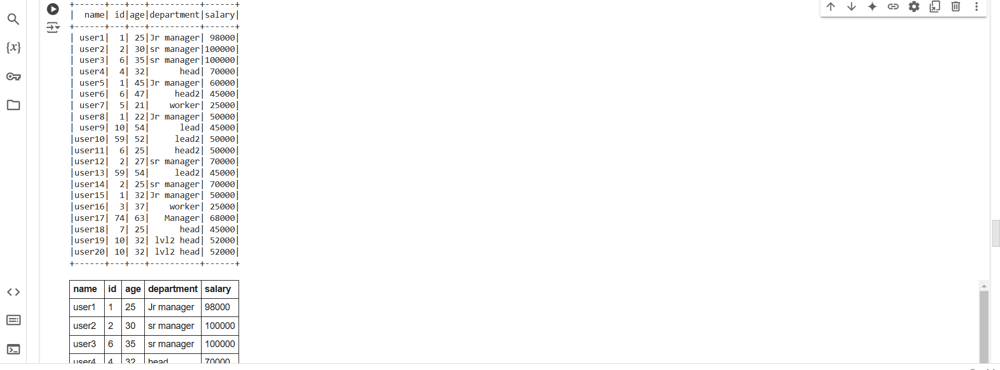 +------+---+---+----------+------+
|  name| id|age|department|salary|
+------+---+---+----------+------+
| user1|  1| 25|Jr manager| 98000|
| user2|  2| 30|sr manager|100000|
| user3|  6| 35|sr manager|100000|
| user4|  4| 32|      head| 70000|
| user5|  1| 45|Jr manager| 60000|
| user6|  6| 47|     head2| 45000|
| user7|  5| 21|    worker| 25000|
| user8|  1| 22|Jr manager| 50000|
| user9| 10| 54|      lead| 45000|
|user10| 59| 52|     lead2| 50000|
|user11|  6| 25|     head2| 50000|
|user12|  2| 27|sr manager| 70000|
|user13| 59| 54|     lead2| 45000|
|user14|  2| 25|sr manager| 70000|
|user15|  1| 32|Jr manager| 50000|
|user16|  3| 37|    worker| 25000|
|user17| 74| 63|   Manager| 68000|
|user18|  7| 25|      head| 45000|
|user19| 10| 32| lvl2 head| 52000|
|user20| 10| 32| lvl2 head| 52000|
+------+---+---+----------+------+
name id age department salary
user1 1 25 Jr manager 98000
user2 2 30 sr manager 100000
user3 6 35 sr manager 100000
user4 4 32 head 70000